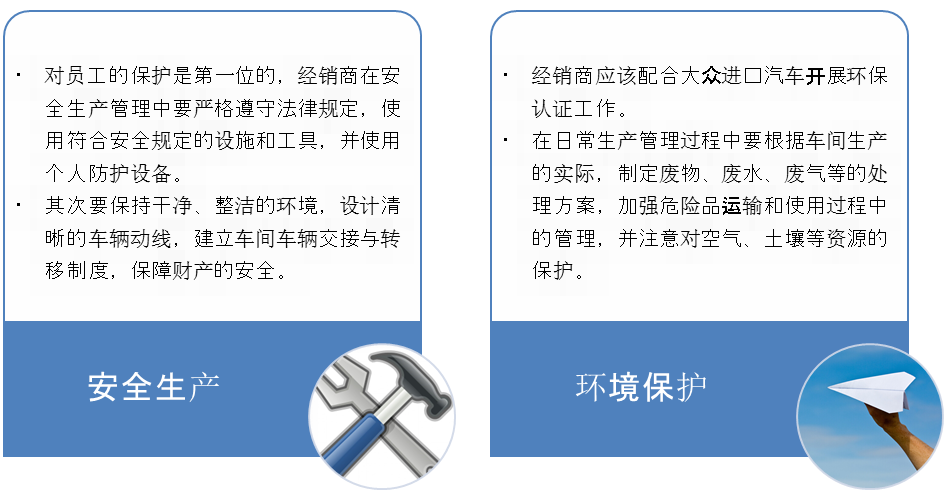 · 对员工的保护是第一位的，经销商在安
全生产管理中要严格遵守法律规定，使
用符合安全规定的设施和工具，并使用
个人防护设备。
· 其次要保持干净、整洁的环境，设计清
晰的车辆动线，建立车间车辆交接与转
移制度，保障财产的安全。
安全生产
· 经销商应该配合大众进口汽车开展环保
认证工作。
· 在日常生产管理过程中要根据车间生产
的实际，制定废物、废水、废气等的处
理方案，加强危险品运输和使用过程中
的管理，并注意对空气、土壤等资源的
保护。
环境保护